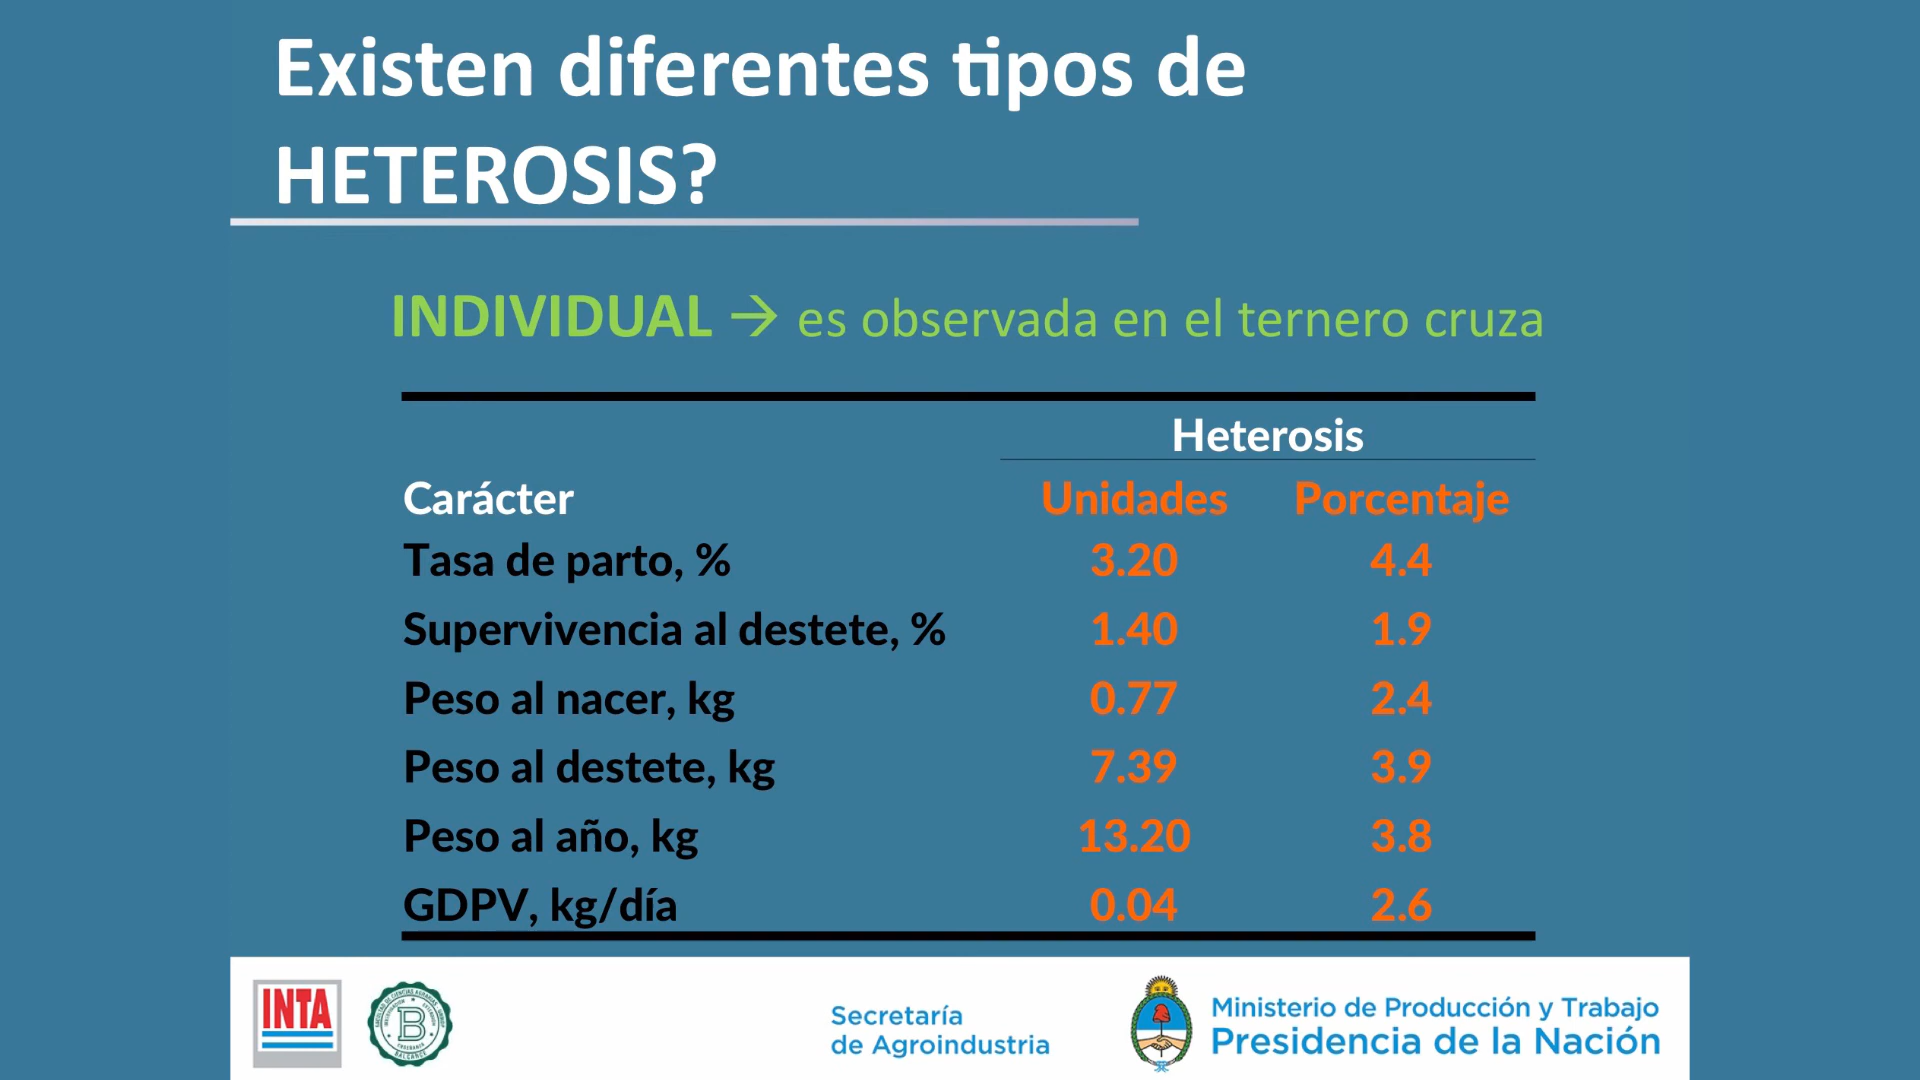 Existen diferentes tipos de
HETEROSIS?
INDIVIDUAL → es observada en el ternero cruza
Heterosis
Carácter Unidades Porcentaje
Tasa de parto, % 3.20 4.4
Supervivencia al destete, % 1.40 1.9
Peso al nacer, kg 0.77 2.4
Peso al destete, kg 7.39 3.9
Peso al año, kg 13.20 3.8
GDPV, kg/día 0.04 2.6
INTA
B
BALCARCE
Secretaría
de Agroindustria
Ministerio de Producción y Trabajo
Presidencia de la Nación